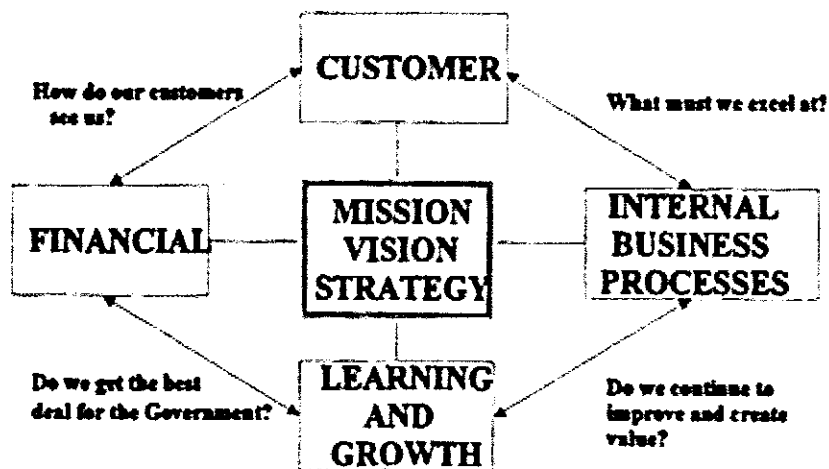 CUSTOMER
How do our customers
see us?
What must we excel at?
FINANCIAL
MISSION
VISION
STRATEGY
INTERNAL
BUSINESS
PROCESSES
Do we get the best
deal for the Government?
LEARNING
AND
GROWTH
Do we continue to
improve and create
value?